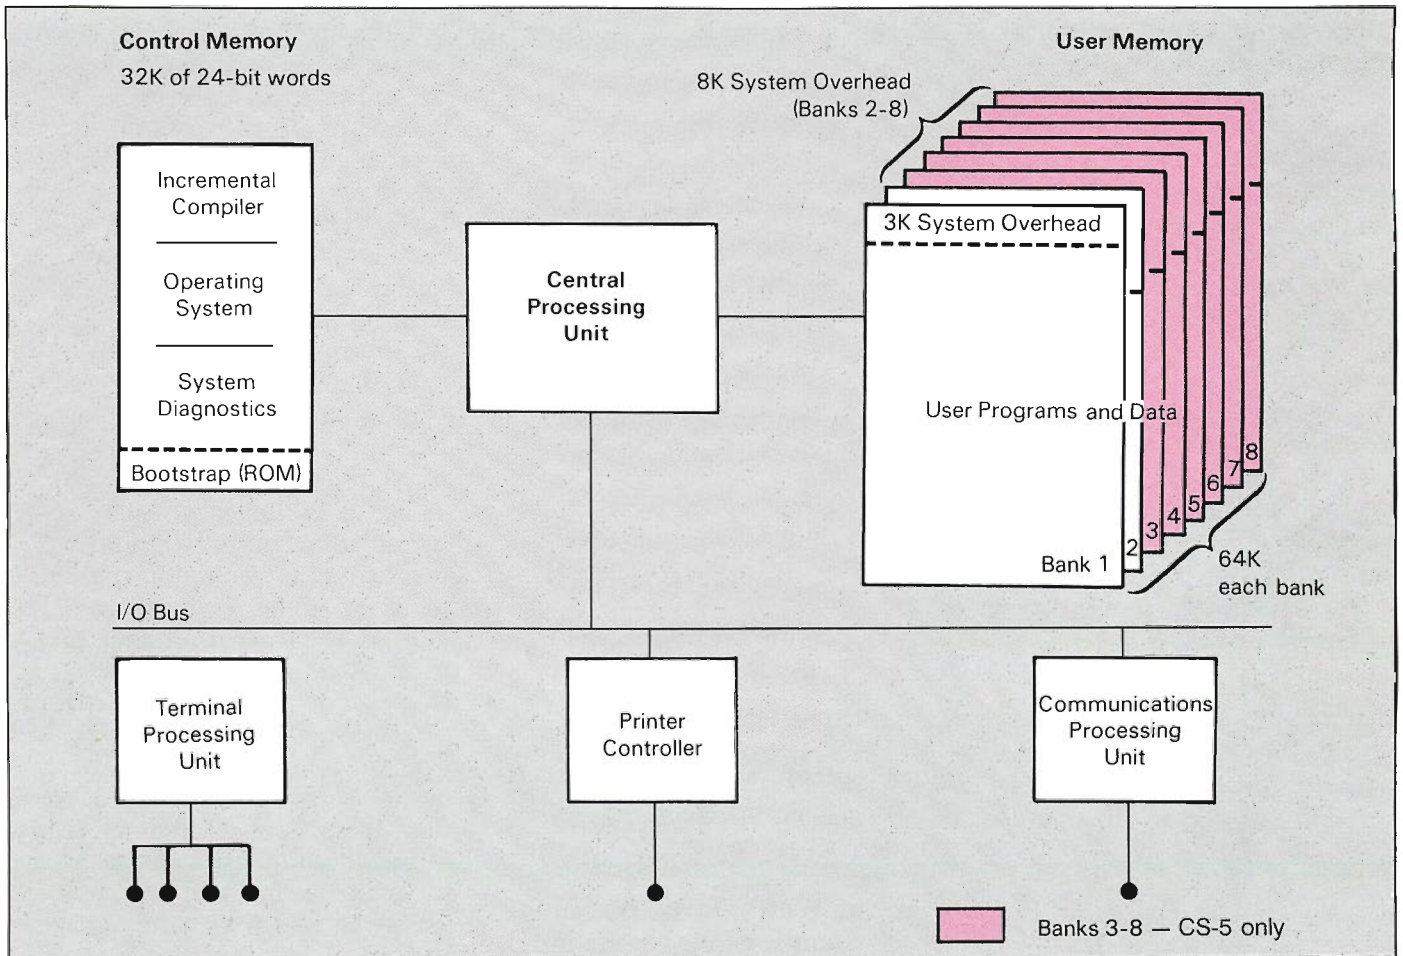 Control Memory
32K of 24-bit words
Incremental
Compiler
Operating
System
System
Diagnostics
Bootstrap (ROM)
Central
Processing
Unit
User Memory
8K System Overhead
(Banks 2-8)
3K System Overhead
User Programs and Data
Bank 1
2
3
4
5
6
7
8
64K
each bank
I/O Bus
Terminal
Processing
Unit
Printer
Controller
Communications
Processing
Unit
Banks 3-8 — CS-5 only